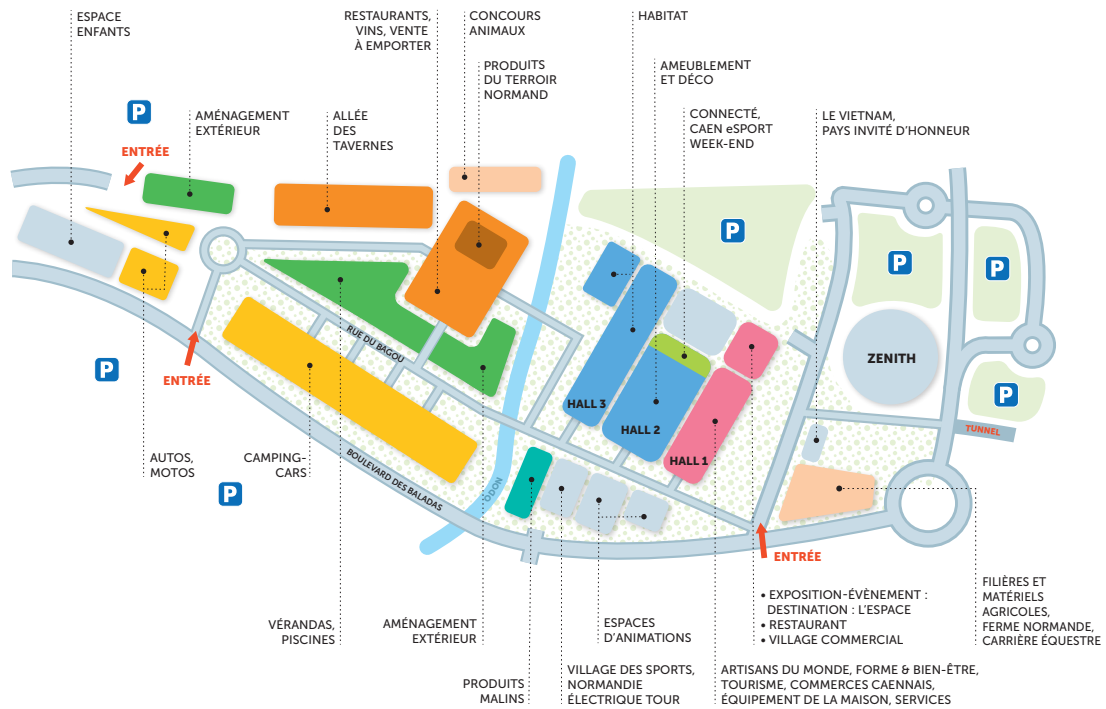 ESPACE
ENFANTS
RESTAURANTS,
VINS, VENTE
À EMPORTER
CONCOURS
ANIMAUX
HABITAT
PRODUITS
DU TERROIR
NORMAND
AMEUBLEMENT
ET DÉCO
P
AMÉNAGEMENT
EXTÉRIEUR
ALLÉE
DES
TAVERNES
CONNECTÉ,
CAEN eSPORT
WEEK-END
LE VIETNAM,
PAYS INVITÉ D'HONNEUR
ENTRÉE
P
P
P
RUE DU BAGOU
ZENITH
P
ENTRÉE
P
HALL 3
HALL 2
HALL 1
TUNNEL
AUTOS,
MOTOS
CAMPING-
CARS
BOULEVARD DES BALADES
P
ODON
ENTRÉE
VÉRANDAS,
PISCINES
AMÉNAGEMENT
EXTÉRIEUR
ESPACES
D'ANIMATIONS
• EXPOSITION-ÉVÈNEMENT :
DESTINATION : L'ESPACE
• RESTAURANT
• VILLAGE COMMERCIAL
FILIÈRES ET
MATÉRIELS
AGRICOLES,
FERME NORMANDE,
CARRIÈRE ÉQUESTRE
PRODUITS
MALINS
VILLAGE DES SPORTS,
NORMANDIE
ÉLECTRIQUE TOUR
ARTISANS DU MONDE, FORME & BIEN-ÊTRE,
TOURISME, COMMERCES CAENNAIS,
ÉQUIPEMENT DE LA MAISON, SERVICES